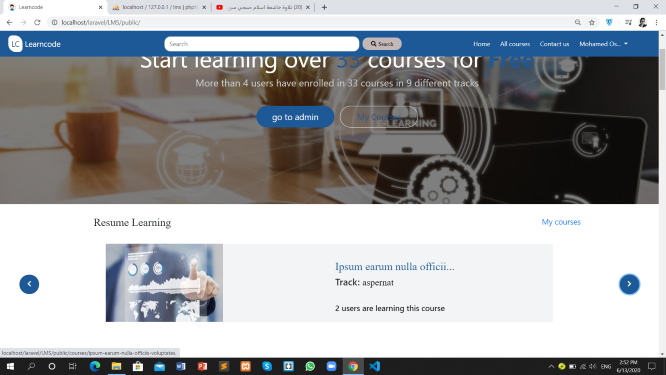 Learncode
localhost / 127.0.0.1 / lms | phpM
(20) تلاوة خاشعة اسلام صبحي سور
localhost/laravel/LMS/public/
LC Learncode
Search
Search
Home
All courses
Contact us
Mohamed Os...
Start learning over 33 courses for Free
More than 4 users have enrolled in 33 courses in 9 different tracks
go to admin
My Courses
E-LEARNING
Resume Learning
My courses
Ipsum earum nulla officii...
Track: aspernat
2 users are learning this course
localhost/laravel/LMS/public/courses/ipsum-earum-nulla-officiis-voluptates.
ENG
2:52 PM
6/13/2020